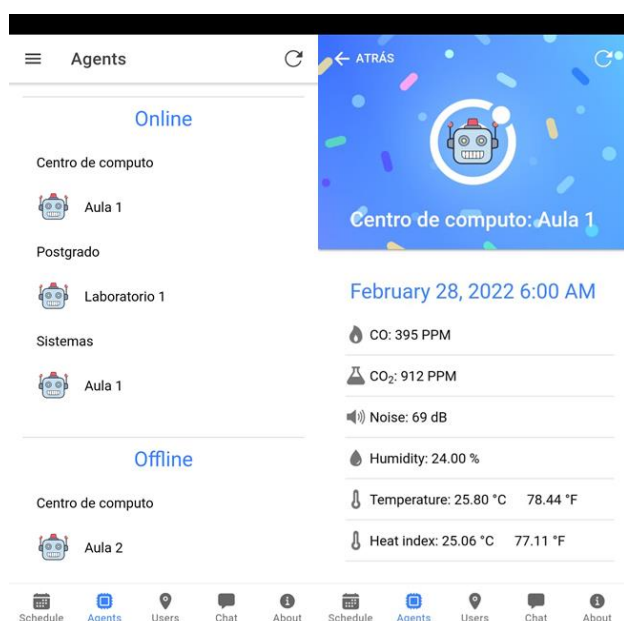 Agents
Online
Centro de computo
Aula 1
Postgrado
Laboratorio 1
Sistemas
Aula 1
Offline
Centro de computo
Aula 2
Schedule
Agents
Users
Chat
About
ATRÁS
Centro de computo: Aula 1
February 28, 2022 6:00 AM
CO: 395 PPM
CO₂: 912 PPM
Noise: 69 dB
Humidity: 24.00 %
Temperature: 25.80 °C 78.44 °F
Heat index: 25.06 °C 77.11 °F
Schedule
Agents
Users
Chat
About